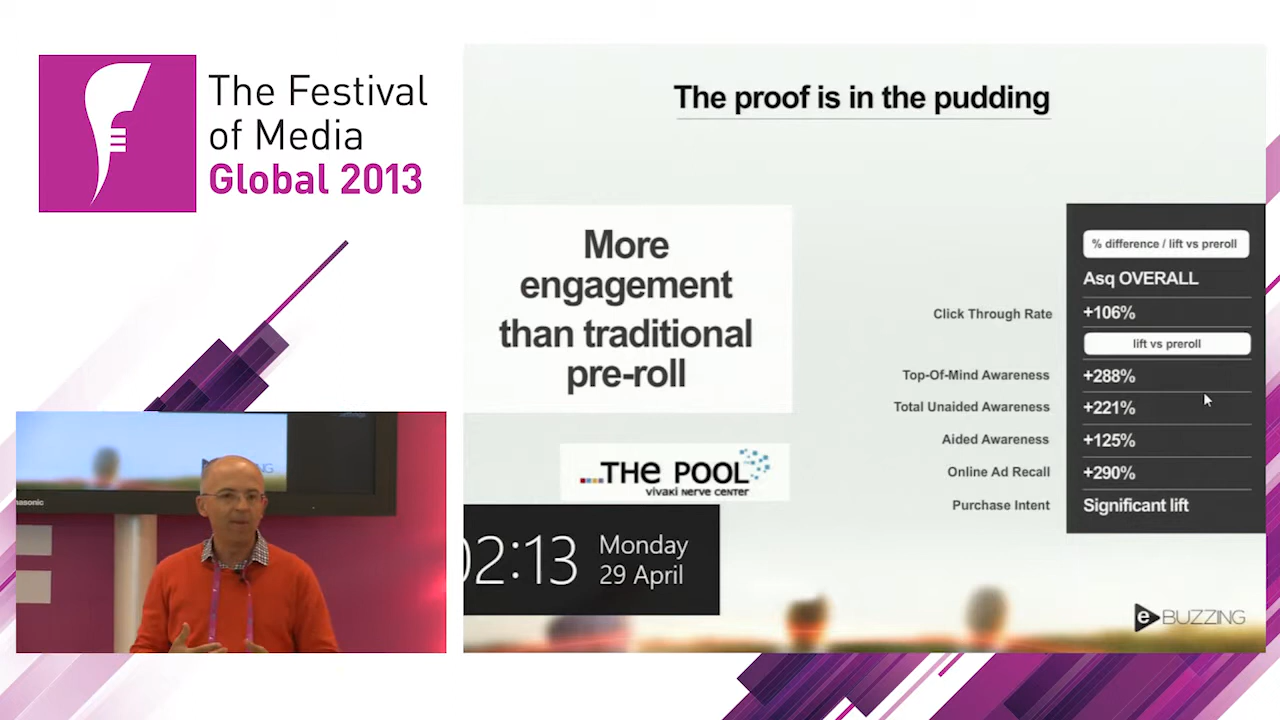 The Festival
of Media
Global 2013
The proof is in the pudding
More
engagement
than traditional
pre-roll
THE POOL
VIVAKI NERVE CENTER
02:13
Monday
29 April
% difference / lift vs preroll
Asq OVERALL
Click Through Rate +106%
lift vs preroll
Top-Of-Mind Awareness +288%
Total Unaided Awareness +221%
Aided Awareness +125%
Online Ad Recall +290%
Purchase Intent Significant lift
e BUZZING